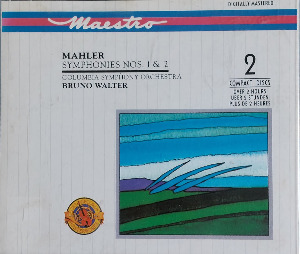 DIGITALLY MASTERED
Maestro
MAHLER
SYMPHONIES NOS. 1 & 2
COLUMBIA SYMPHONY ORCHESTRA
BRUNO WALTER
2
COMPACT DISCS
OVER 2 HOURS
ÜBER 2 STUNDEN
PLUS DE 2 HEURES